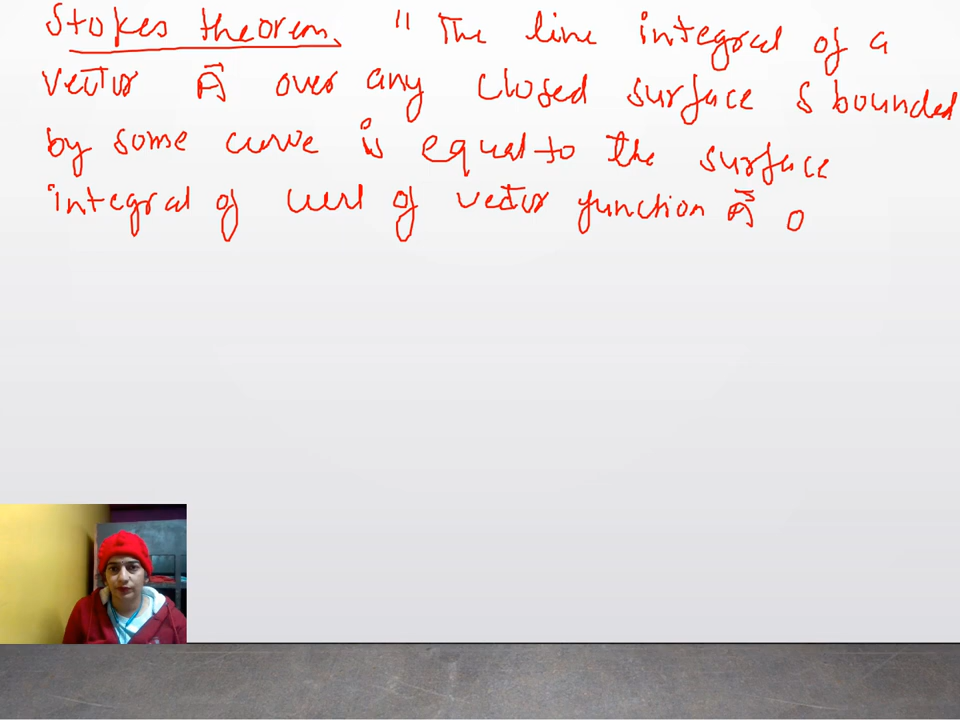 Stokes theorem. " The line integral of a
vector A⃗ over any closed surface S bounded
by some curve is equal to the surface
integral of curl of vector function A⃗ o